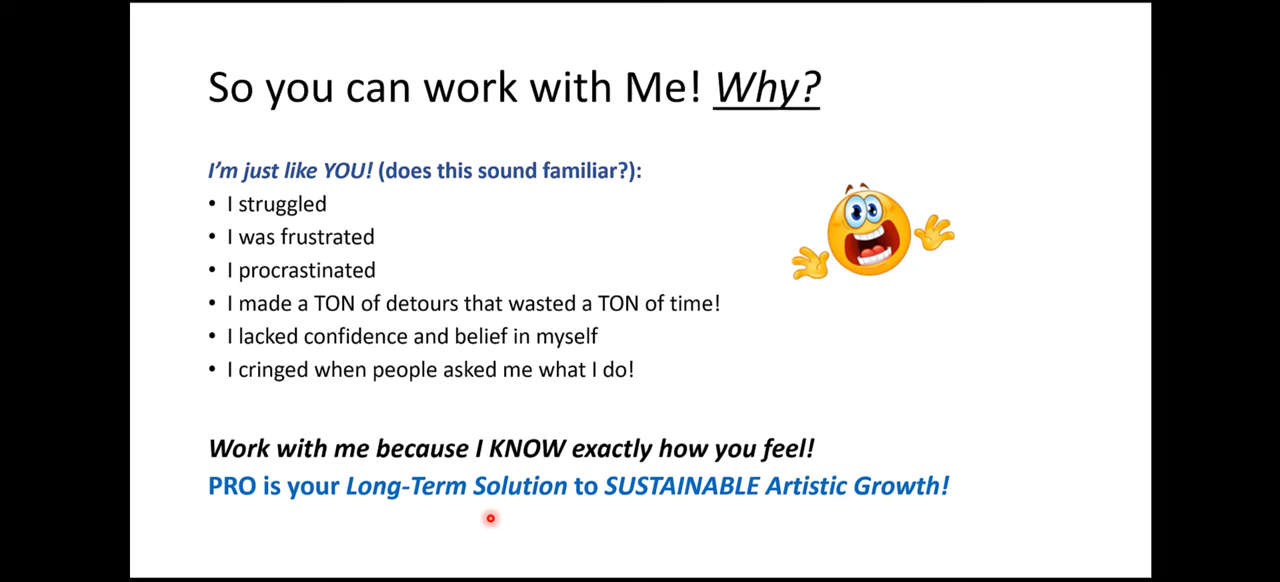 So you can work with Me! Why?
I’m just like YOU! (does this sound familiar?):
• I struggled
• I was frustrated
• I procrastinated
• I made a TON of detours that wasted a TON of time!
• I lacked confidence and belief in myself
• I cringed when people asked me what I do!
Work with me because I KNOW exactly how you feel!
PRO is your Long-Term Solution to SUSTAINABLE Artistic Growth!